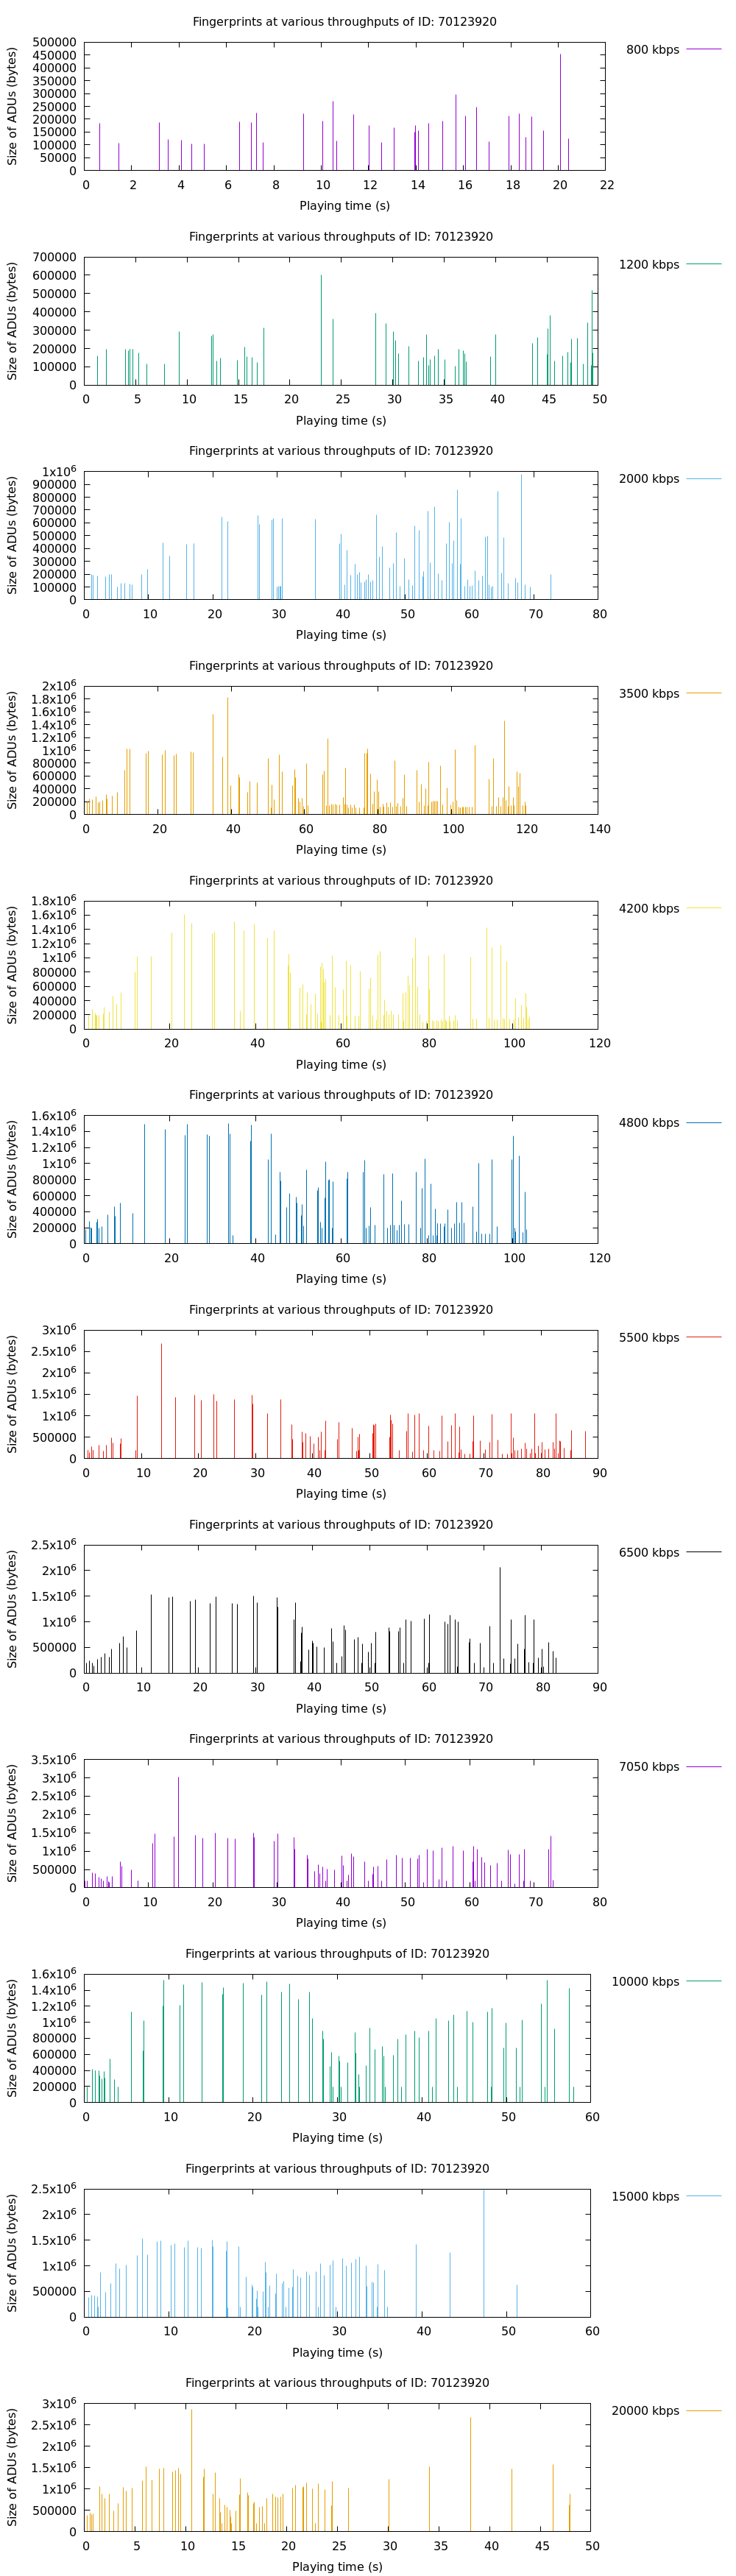 Fingerprints at various throughputs of ID: 70123920
800 kbps
Size of ADUs (bytes)
500000
450000
400000
350000
300000
250000
200000
150000
100000
50000
0
0 2 4 6 8 10 12 14 16 18 20 22
Playing time (s)
Fingerprints at various throughputs of ID: 70123920
1200 kbps
Size of ADUs (bytes)
700000
600000
500000
400000
300000
200000
100000
0
0 5 10 15 20 25 30 35 40 45 50
Playing time (s)
Fingerprints at various throughputs of ID: 70123920
2000 kbps
Size of ADUs (bytes)
1x10^6
900000
800000
700000
600000
500000
400000
300000
200000
100000
0
0 10 20 30 40 50 60 70 80
Playing time (s)
Fingerprints at various throughputs of ID: 70123920
3500 kbps
Size of ADUs (bytes)
2x10^6
1.8x10^6
1.6x10^6
1.4x10^6
1.2x10^6
1x10^6
800000
600000
400000
200000
0
0 20 40 60 80 100 120 140
Playing time (s)
Fingerprints at various throughputs of ID: 70123920
4200 kbps
Size of ADUs (bytes)
1.8x10^6
1.6x10^6
1.4x10^6
1.2x10^6
1x10^6
800000
600000
400000
200000
0
0 20 40 60 80 100 120
Playing time (s)
Fingerprints at various throughputs of ID: 70123920
4800 kbps
Size of ADUs (bytes)
1.6x10^6
1.4x10^6
1.2x10^6
1x10^6
800000
600000
400000
200000
0
0 20 40 60 80 100 120
Playing time (s)
Fingerprints at various throughputs of ID: 70123920
5500 kbps
Size of ADUs (bytes)
3x10^6
2.5x10^6
2x10^6
1.5x10^6
1x10^6
500000
0
0 10 20 30 40 50 60 70 80 90
Playing time (s)
Fingerprints at various throughputs of ID: 70123920
6500 kbps
Size of ADUs (bytes)
2.5x10^6
2x10^6
1.5x10^6
1x10^6
500000
0
0 10 20 30 40 50 60 70 80 90
Playing time (s)
Fingerprints at various throughputs of ID: 70123920
7050 kbps
Size of ADUs (bytes)
3.5x10^6
3x10^6
2.5x10^6
2x10^6
1.5x10^6
1x10^6
500000
0
0 10 20 30 40 50 60 70 80
Playing time (s)
Fingerprints at various throughputs of ID: 70123920
10000 kbps
Size of ADUs (bytes)
1.6x10^6
1.4x10^6
1.2x10^6
1x10^6
800000
600000
400000
200000
0
0 10 20 30 40 50 60
Playing time (s)
Fingerprints at various throughputs of ID: 70123920
15000 kbps
Size of ADUs (bytes)
2.5x10^6
2x10^6
1.5x10^6
1x10^6
500000
0
0 10 20 30 40 50 60
Playing time (s)
Fingerprints at various throughputs of ID: 70123920
20000 kbps
Size of ADUs (bytes)
3x10^6
2.5x10^6
2x10^6
1.5x10^6
1x10^6
500000
0
0 5 10 15 20 25 30 35 40 45 50
Playing time (s)